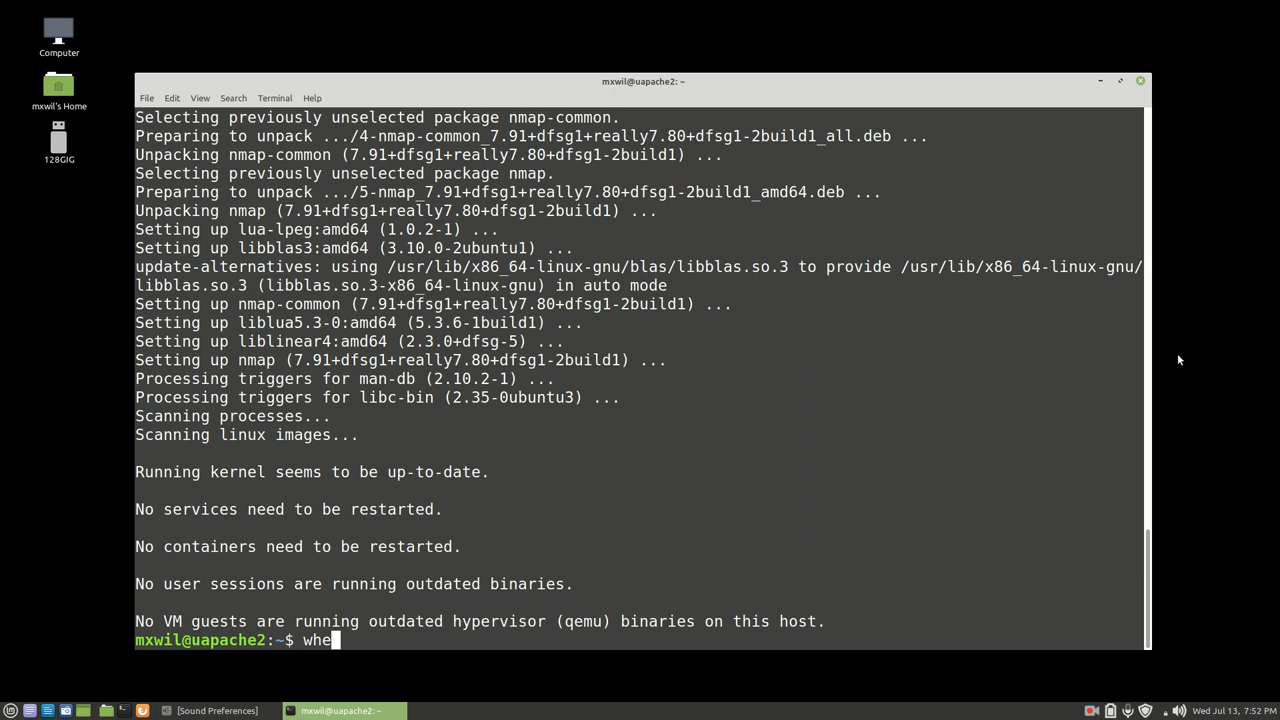 Computer
mxwil's Home
128GIG
mxwil@uapache2: ~
File Edit View Search Terminal Help
Selecting previously unselected package nmap-common.
Preparing to unpack .../4-nmap-common_7.91+dfsg1+really7.80+dfsg1-2build1_all.deb ...
Unpacking nmap-common (7.91+dfsg1+really7.80+dfsg1-2build1) ...
Selecting previously unselected package nmap.
Preparing to unpack .../5-nmap_7.91+dfsg1+really7.80+dfsg1-2build1_amd64.deb ...
Unpacking nmap (7.91+dfsg1+really7.80+dfsg1-2build1) ...
Setting up lua-lpeg:amd64 (1.0.2-1) ...
Setting up libblas3:amd64 (3.10.0-2ubuntu1) ...
update-alternatives: using /usr/lib/x86_64-linux-gnu/blas/libblas.so.3 to provide /usr/lib/x86_64-linux-gnu/
libblas.so.3 (libblas.so.3-x86_64-linux-gnu) in auto mode
Setting up nmap-common (7.91+dfsg1+really7.80+dfsg1-2build1) ...
Setting up liblua5.3-0:amd64 (5.3.6-1build1) ...
Setting up liblinear4:amd64 (2.3.0+dfsg-5) ...
Setting up nmap (7.91+dfsg1+really7.80+dfsg1-2build1) ...
Processing triggers for man-db (2.10.2-1) ...
Processing triggers for libc-bin (2.35-0ubuntu3) ...
Scanning processes...
Scanning linux images...
Running kernel seems to be up-to-date.
No services need to be restarted.
No containers need to be restarted.
No user sessions are running outdated binaries.
No VM guests are running outdated hypervisor (qemu) binaries on this host.
mxwil@uapache2:~$ whe
[Sound Preferences] mxwil@uapache2: ~ Wed Jul 13, 7:52 PM